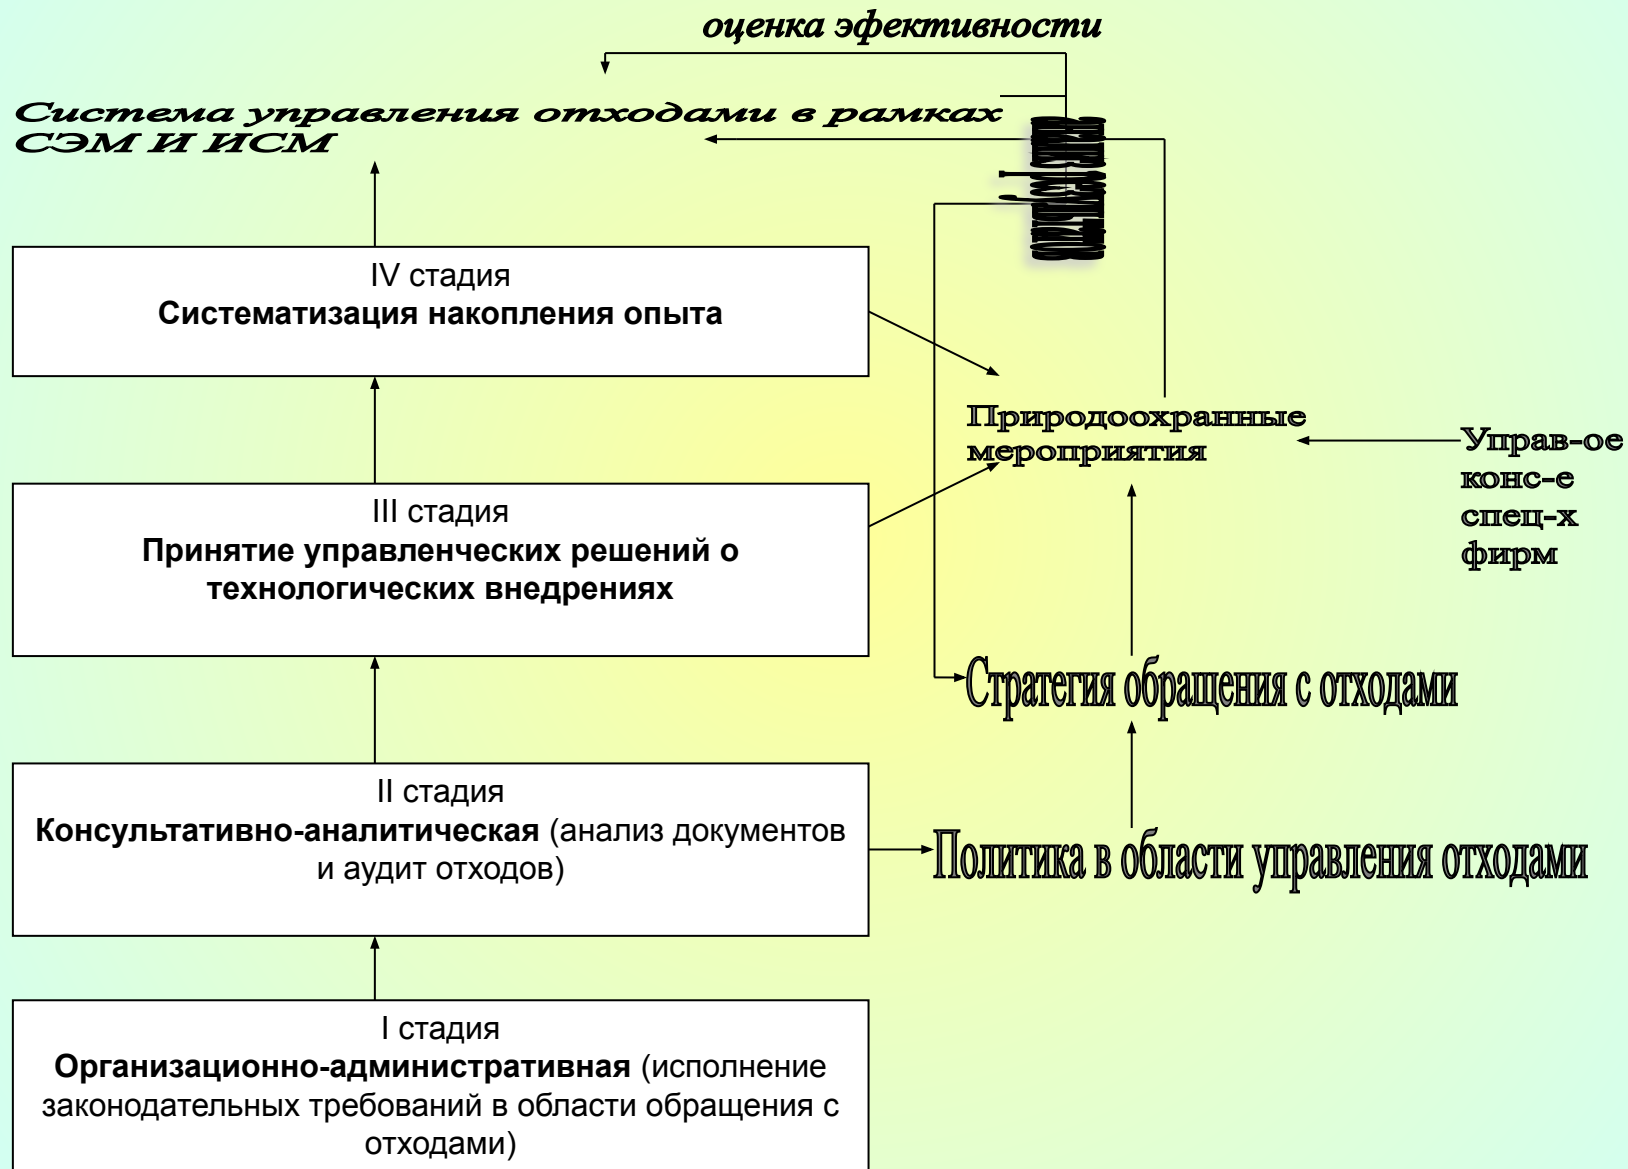 оценка эфективности
Система управления отходами в рамках
СЭМ И ИСМ
IV стадия
Систематизация накопления опыта
Природоохранные
мероприятия
Управ-ое
конс-е
спец-х
фирм
III стадия
Принятие управленческих решений о
технологических внедрениях
Стратегия обращения с отходами
II стадия
Консультативно-аналитическая (анализ документов
и аудит отходов)
Политика в области управления отходами
I стадия
Организационно-административная (исполнение
законодательных требований в области обращения с
отходами)